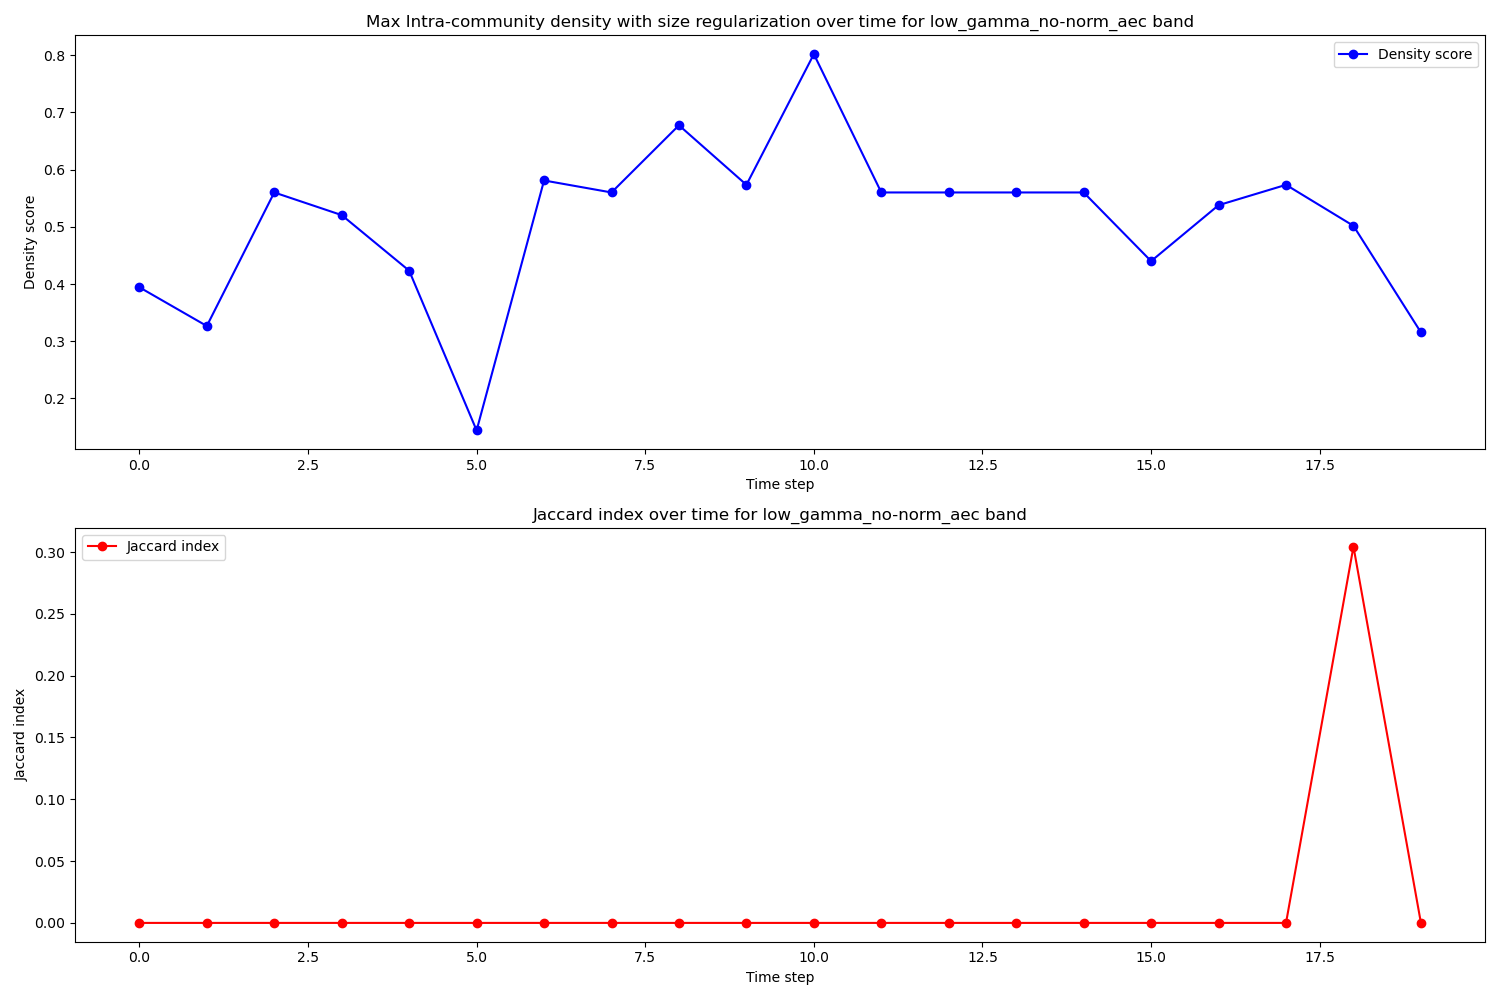 Max Intra-community density with size regularization over time for low_gamma_no-norm_aec band
Density score
0.8
0.7
0.6
0.5
0.4
0.3
0.2
Density score
0.0 2.5 5.0 7.5 10.0 12.5 15.0 17.5
Time step
Jaccard index over time for low_gamma_no-norm_aec band
Jaccard index
0.30
0.25
0.20
0.15
0.10
0.05
0.00
Jaccard index
0.0 2.5 5.0 7.5 10.0 12.5 15.0 17.5
Time step